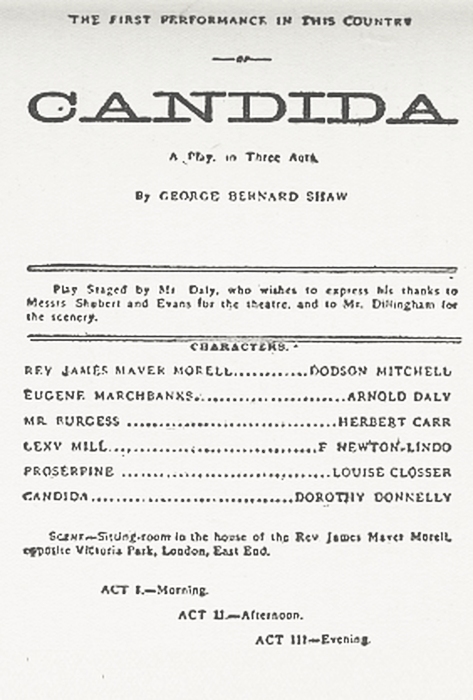 THE FIRST PERFORMANCE IN THIS COUNTRY
—OF—
CANDIDA
A Play, in Three Acts,
By GEORGE BERNARD SHAW
Play Staged by Mr Daly, who wishes to express his thanks to
Messrs Shubert and Evans for the theatre, and to Mr. Dillingham for
the scenery.
CHARACTERS.
REV JAMES MAVER MORELL..........DODSON MITCHELL
EUGENE MARCHBANKS..................ARNOLD DALY
MR BURGESS ..........................HERBERT CARR
LEXY MILL..........................F NEWTON-LINDO
PROSERPINE ..........................LOUISE CLOSSER
CANDIDA..........................DOROTHY DONNELLY
SCENE—Sitting-room in the house of the Rev James Maver Morell,
opposite Victoria Park, London, East End.
ACT I.—Morning.
ACT II.—Afternoon.
ACT III—Evening.